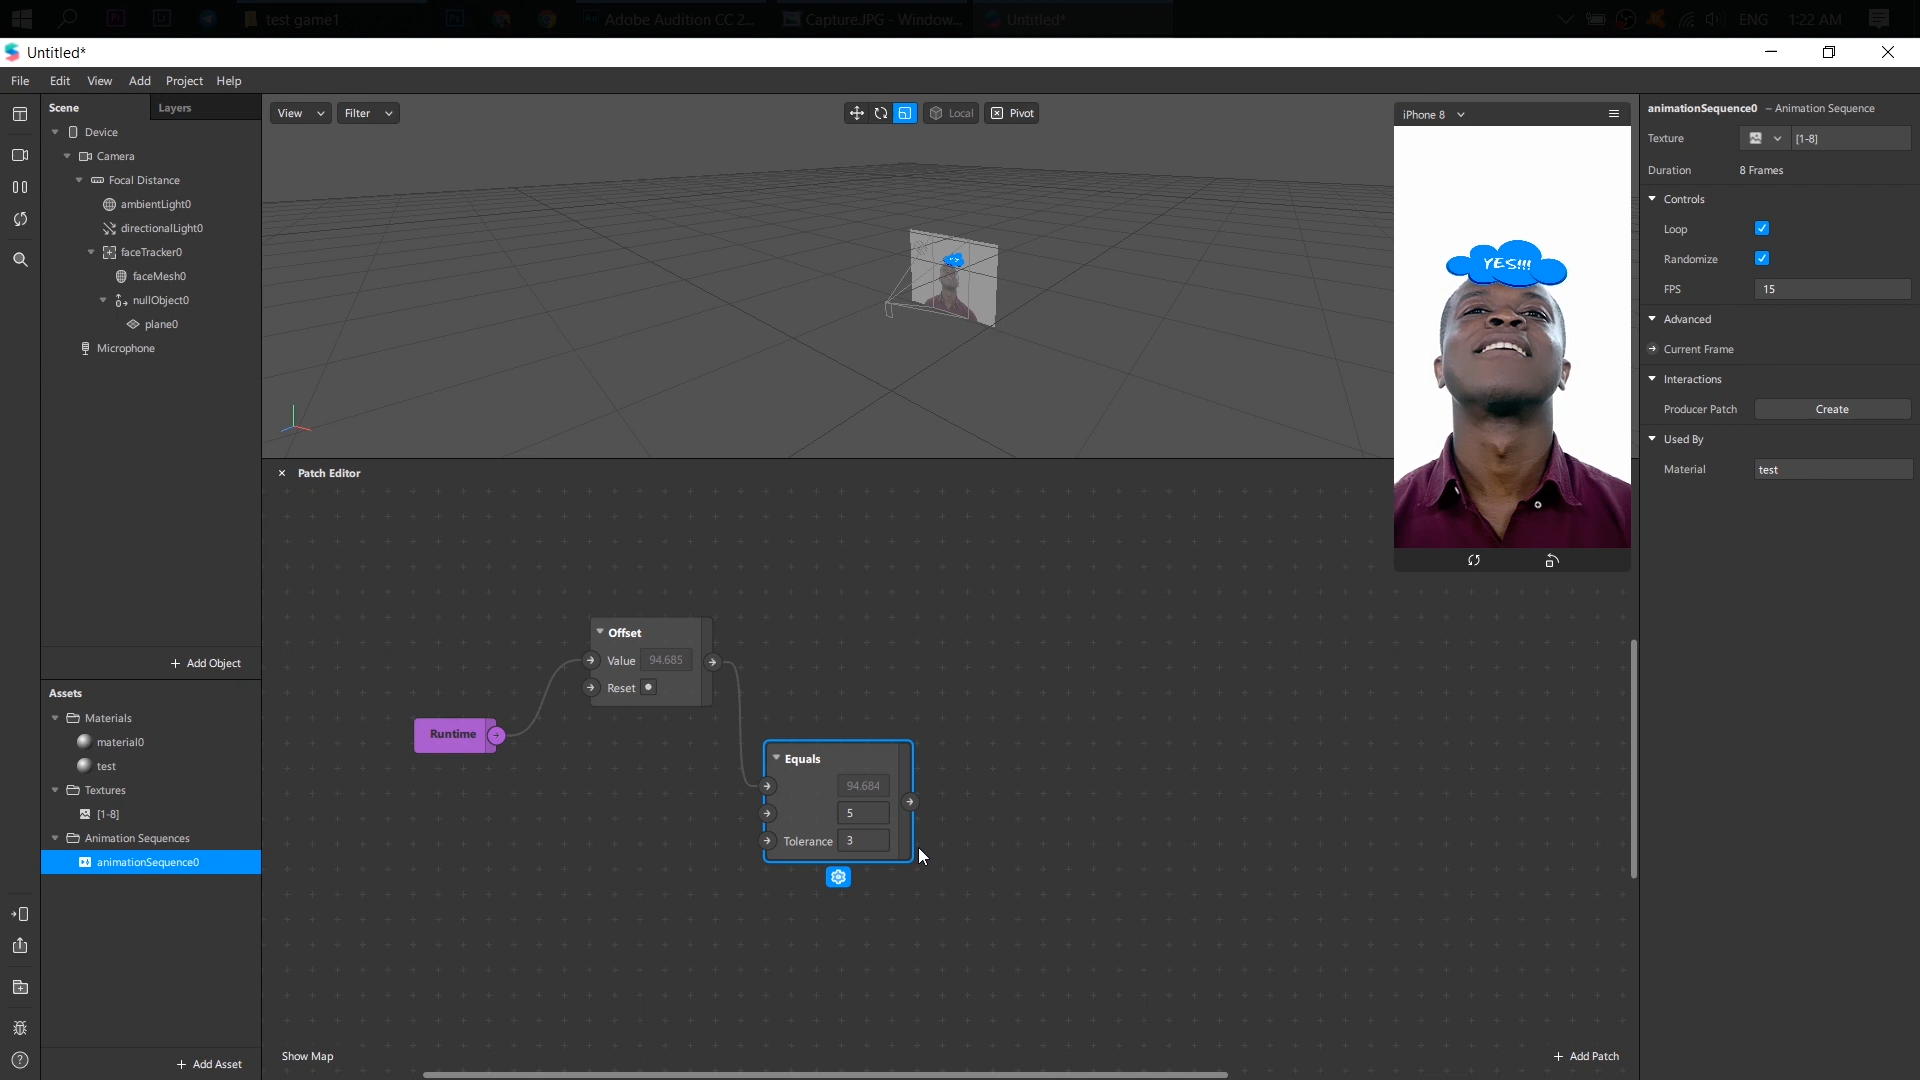 test game1
Adobe Audition CC 2...
Capture.JPG - Window...
Untitled*
ENG
1:22 AM
Untitled*
File Edit View Add Project Help
Scene
Layers
Device
Camera
Focal Distance
ambientLight0
directionalLight0
faceTracker0
faceMesh0
nullObject0
plane0
Microphone
+ Add Object
Assets
Materials
material0
test
Textures
[1-8]
Animation Sequences
animationSequence0
+ Add Asset
View
Filter
Local
Pivot
Patch Editor
Runtime
Offset
Value 94.685
Reset
Equals
94.684
5
Tolerance 3
Show Map
+ Add Patch
iPhone 8
YES!!!
animationSequence0 – Animation Sequence
Texture [1-8]
Duration 8 Frames
Controls
Loop
Randomize
FPS 15
Advanced
Current Frame
Interactions
Producer Patch Create
Used By
Material test